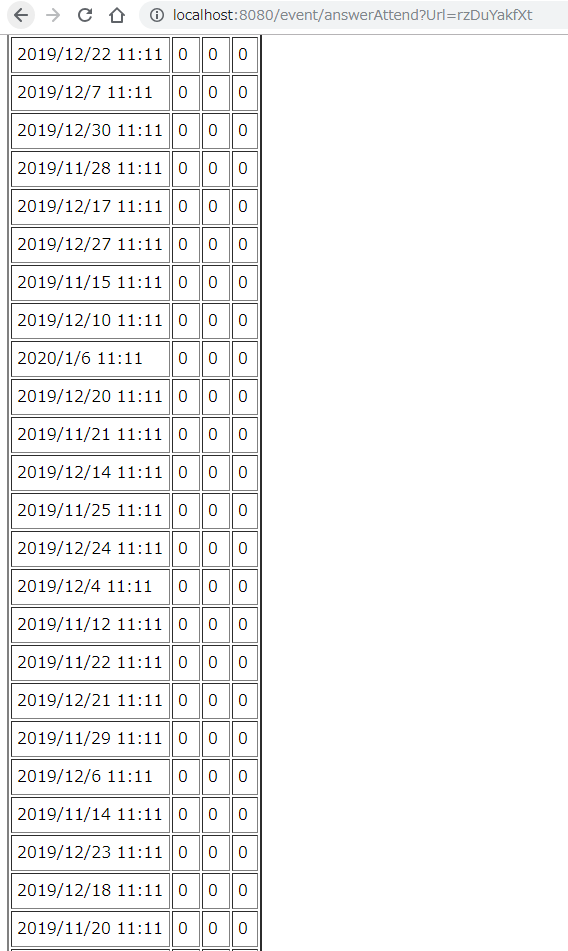 localhost:8080/event/answerAttend?Url=rzDuYakfXt
2019/12/22 11:11 0 0 0
2019/12/7 11:11 0 0 0
2019/12/30 11:11 0 0 0
2019/11/28 11:11 0 0 0
2019/12/17 11:11 0 0 0
2019/12/27 11:11 0 0 0
2019/11/15 11:11 0 0 0
2019/12/10 11:11 0 0 0
2020/1/6 11:11 0 0 0
2019/12/20 11:11 0 0 0
2019/11/21 11:11 0 0 0
2019/12/14 11:11 0 0 0
2019/11/25 11:11 0 0 0
2019/12/24 11:11 0 0 0
2019/12/4 11:11 0 0 0
2019/11/12 11:11 0 0 0
2019/11/22 11:11 0 0 0
2019/12/21 11:11 0 0 0
2019/11/29 11:11 0 0 0
2019/12/6 11:11 0 0 0
2019/11/14 11:11 0 0 0
2019/12/23 11:11 0 0 0
2019/12/18 11:11 0 0 0
2019/11/20 11:11 0 0 0